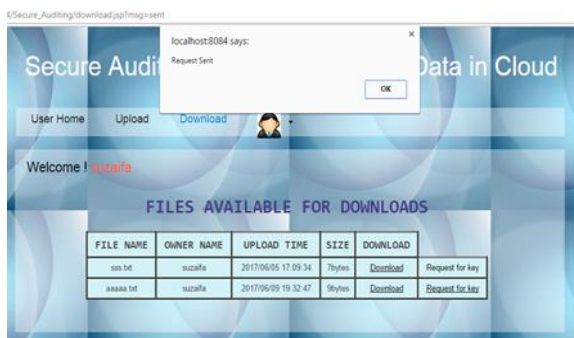 /Secure_Auditing/download.jsp?msg=sent
localhost:8084 says:
Request Sent
OK
Secure Audit
Data in Cloud
User Home Upload Download
Welcome ! suzaifa
FILES AVAILABLE FOR DOWNLOADS
FILE NAME OWNER NAME UPLOAD TIME SIZE DOWNLOAD
sss.txt suzaifa 2017/06/05 17:09:34 7bytes Download Request for key
aaaaa.txt suzaifa 2017/06/09 19:32:47 9bytes Download Request for key